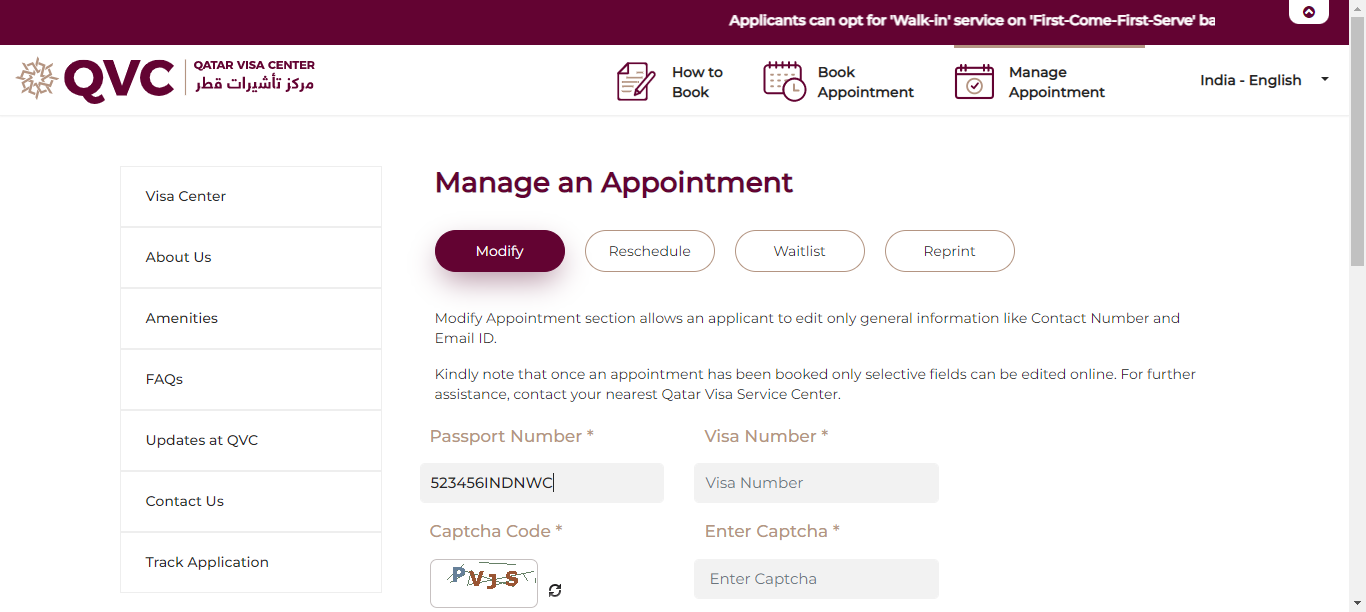 Applicants can opt for 'Walk-in' service on 'First-Come-First-Serve' ba
QVC
QATAR VISA CENTER
مركز تأشيرات قطر
How to
Book
Book
Appointment
Manage
Appointment
India - English
Visa Center
About Us
Amenities
FAQs
Updates at QVC
Contact Us
Track Application
Manage an Appointment
Modify
Reschedule
Waitlist
Reprint
Modify Appointment section allows an applicant to edit only general information like Contact Number and
Email ID.
Kindly note that once an appointment has been booked only selective fields can be edited online. For further
assistance, contact your nearest Qatar Visa Service Center.
Passport Number *
Visa Number *
523456INDNWC
Visa Number
Captcha Code *
Enter Captcha *
PVJS
Enter Captcha